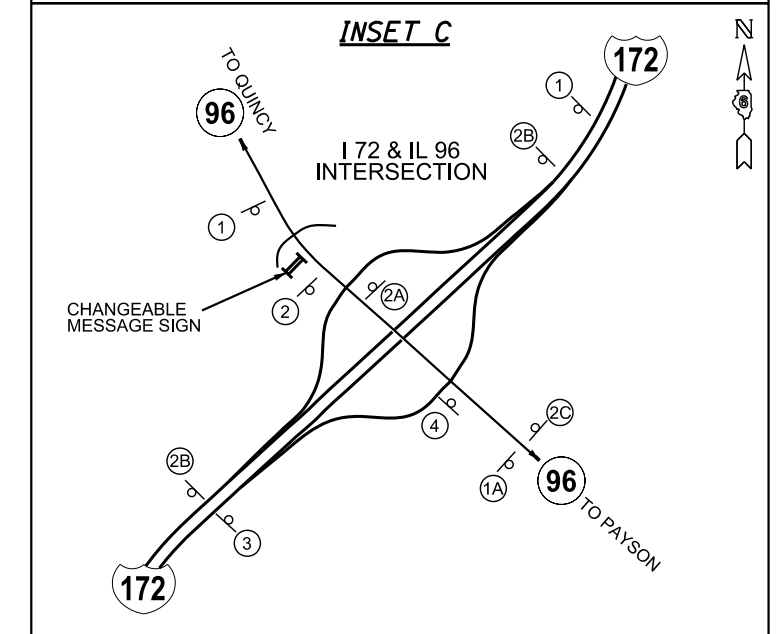 INSET C
N
6
172
1
TO QUINCY
96
2B
I 72 & IL 96
INTERSECTION
1
CHANGEABLE
MESSAGE SIGN
2
2A
4
2C
2B
1A
96
TO PAYSON
3
172